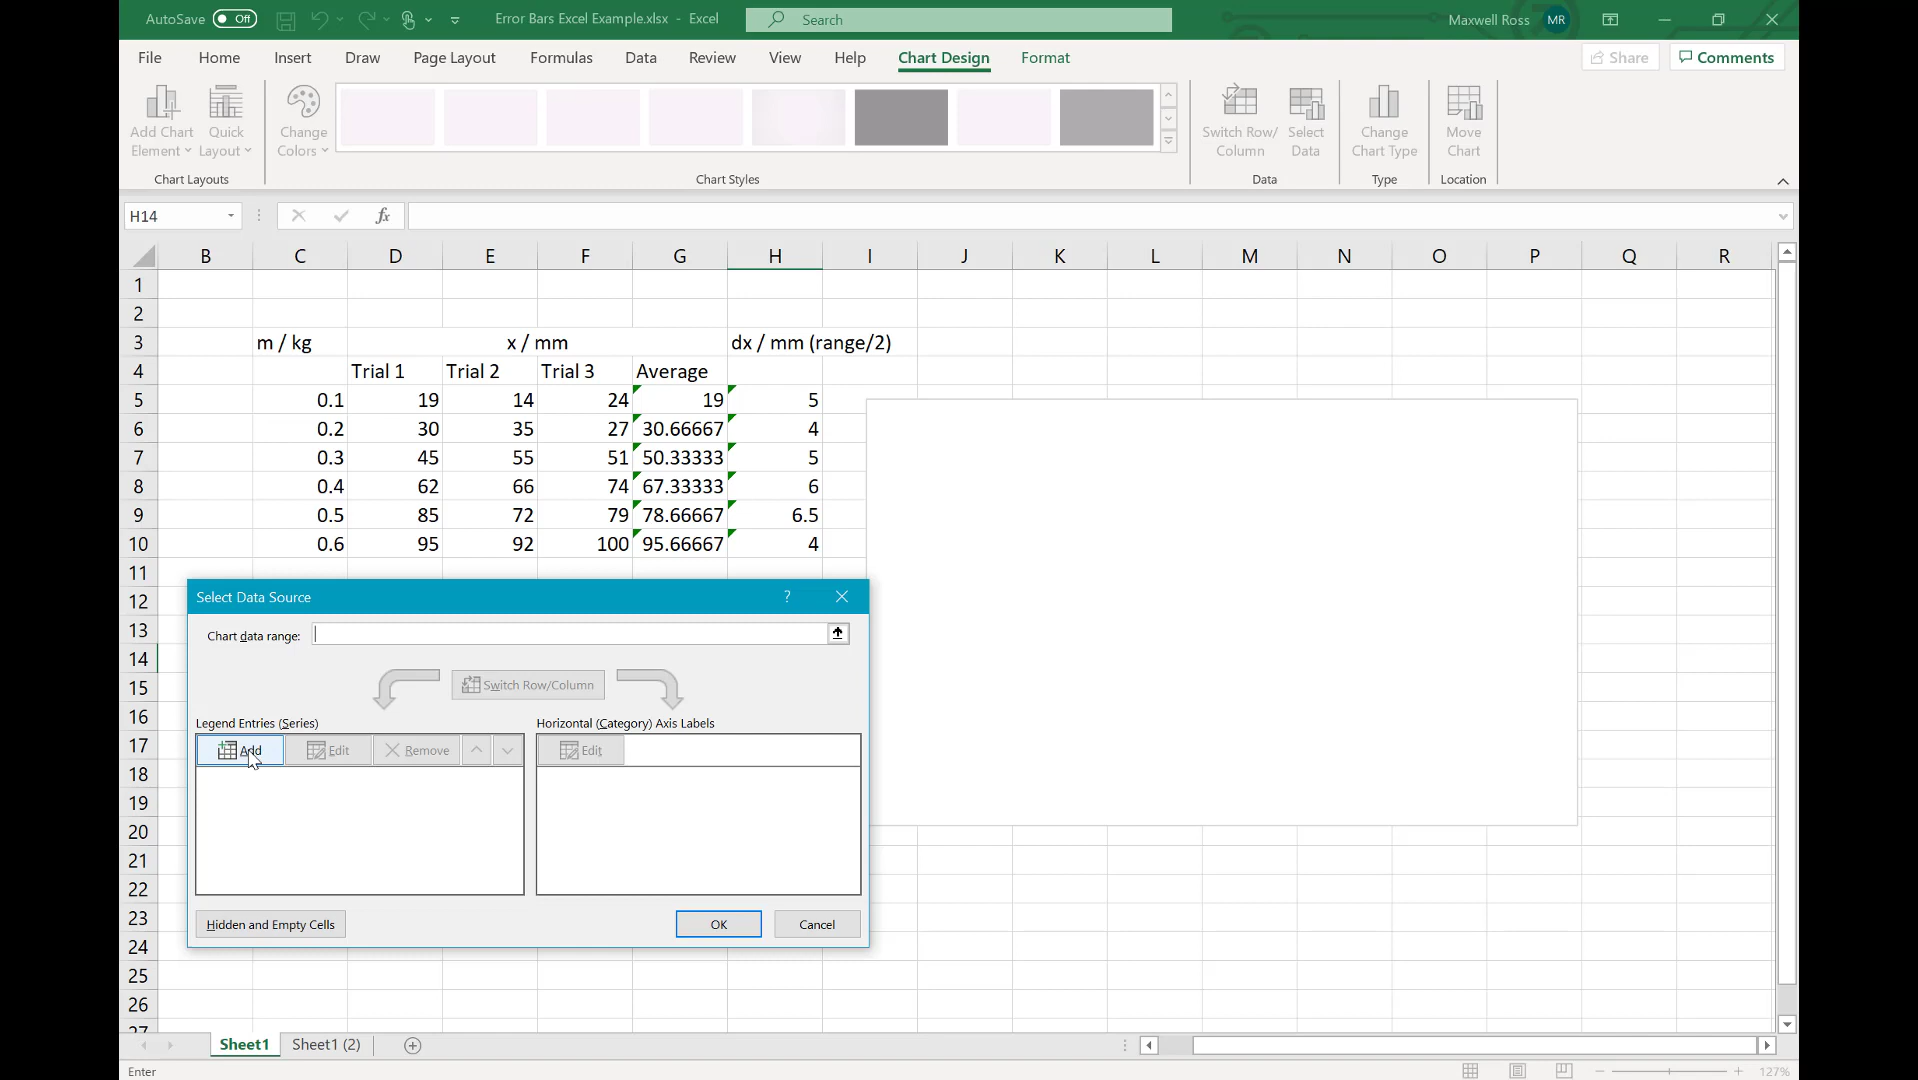 AutoSave Off Error Bars Excel Example.xlsx - Excel Search Maxwell Ross MR
File Home Insert Draw Page Layout Formulas Data Review View Help Chart Design Format Share Comments
Add Chart Element Quick Layout Change Colors Switch Row/ Column Select Data Change Chart Type Move Chart
Chart Layouts Chart Styles Data Type Location
H14 fx
B C D E F G H I J K L M N O P Q R
1
2
3 m / kg x / mm dx / mm (range/2)
4 Trial 1 Trial 2 Trial 3 Average
5 0.1 19 14 24 19 5
6 0.2 30 35 27 30.66667 4
7 0.3 45 55 51 50.33333 5
8 0.4 62 66 74 67.33333 6
9 0.5 85 72 79 78.66667 6.5
10 0.6 95 92 100 95.66667 4
11
12
13
14
15
16
17
18
19
20
21
22
23
24
25
26
27
Select Data Source ?
Chart data range:
Switch Row/Column
Legend Entries (Series) Horizontal (Category) Axis Labels
Add Edit Remove Edit
Hidden and Empty Cells OK Cancel
Sheet1 Sheet1 (2)
Enter 127%